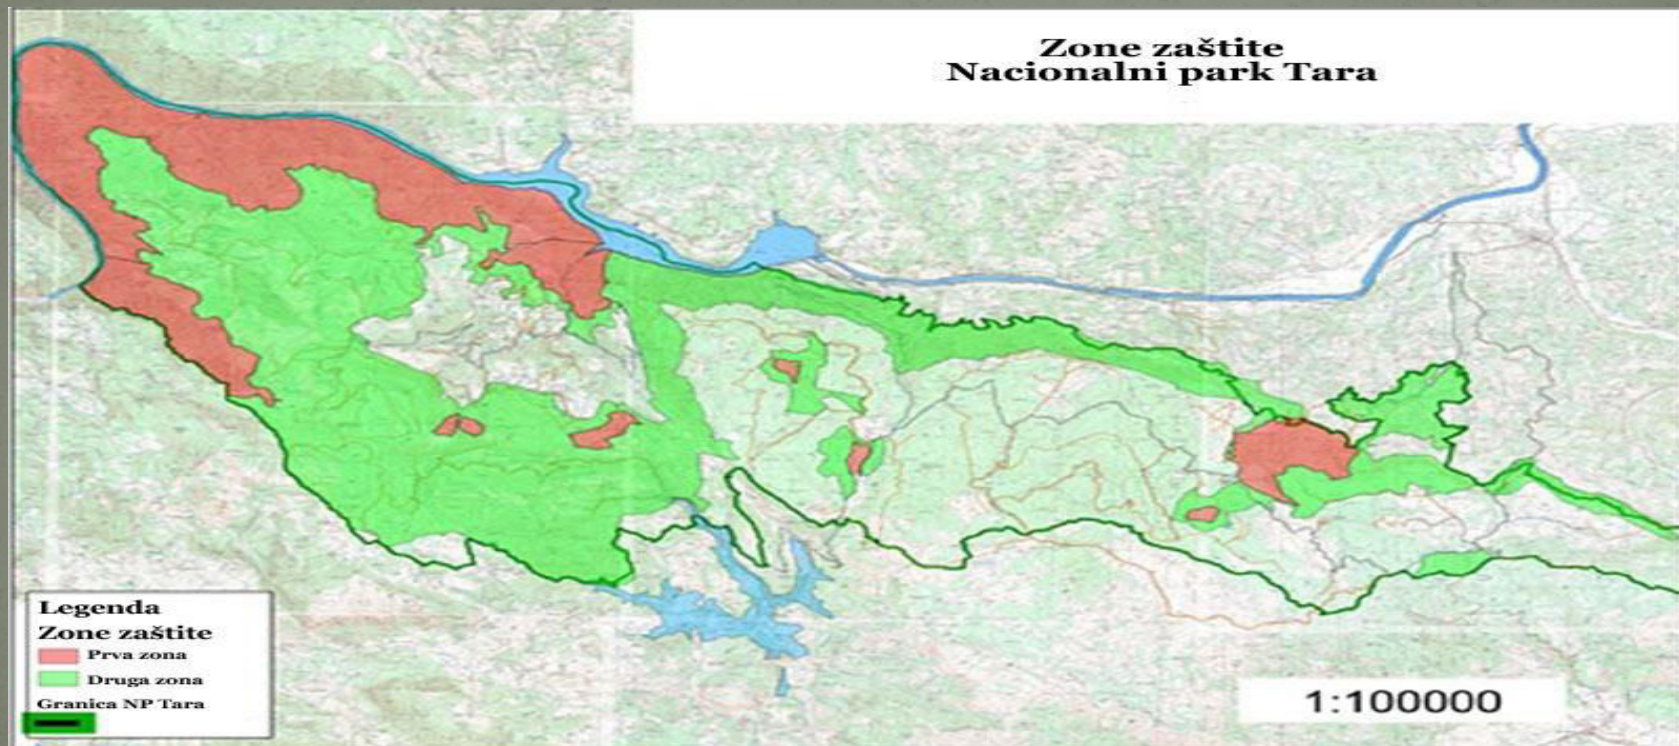 Zone zaštite
Nacionalni park Tara
Legenda
Zone zaštite
Prva zona
Druga zona
Granica NP Tara
1:100000